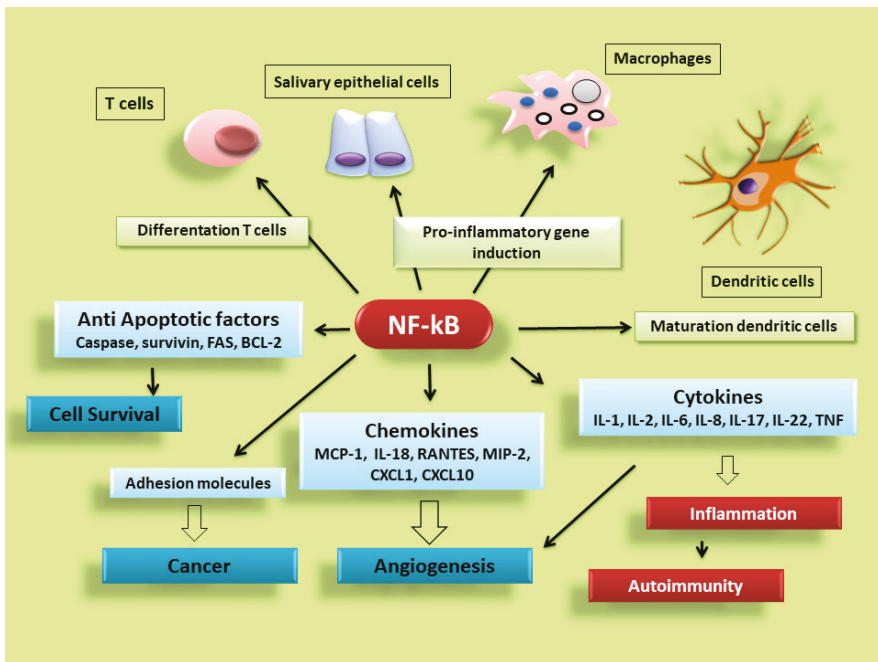 Macrophages
Salivary epithelial cells
T cells
Differentation T cells
Pro-inflammatory gene
induction
Dendritic cells
NF-kB
Maturation dendritic cells
Anti Apoptotic factors
Caspase, survivin, FAS, BCL-2
Cell Survival
Cytokines
IL-1, IL-2, IL-6, IL-8, IL-17, IL-22, TNF
Chemokines
MCP-1, IL-18, RANTES, MIP-2,
CXCL1, CXCL10
Adhesion molecules
Inflammation
Cancer
Angiogenesis
Autoimmunity